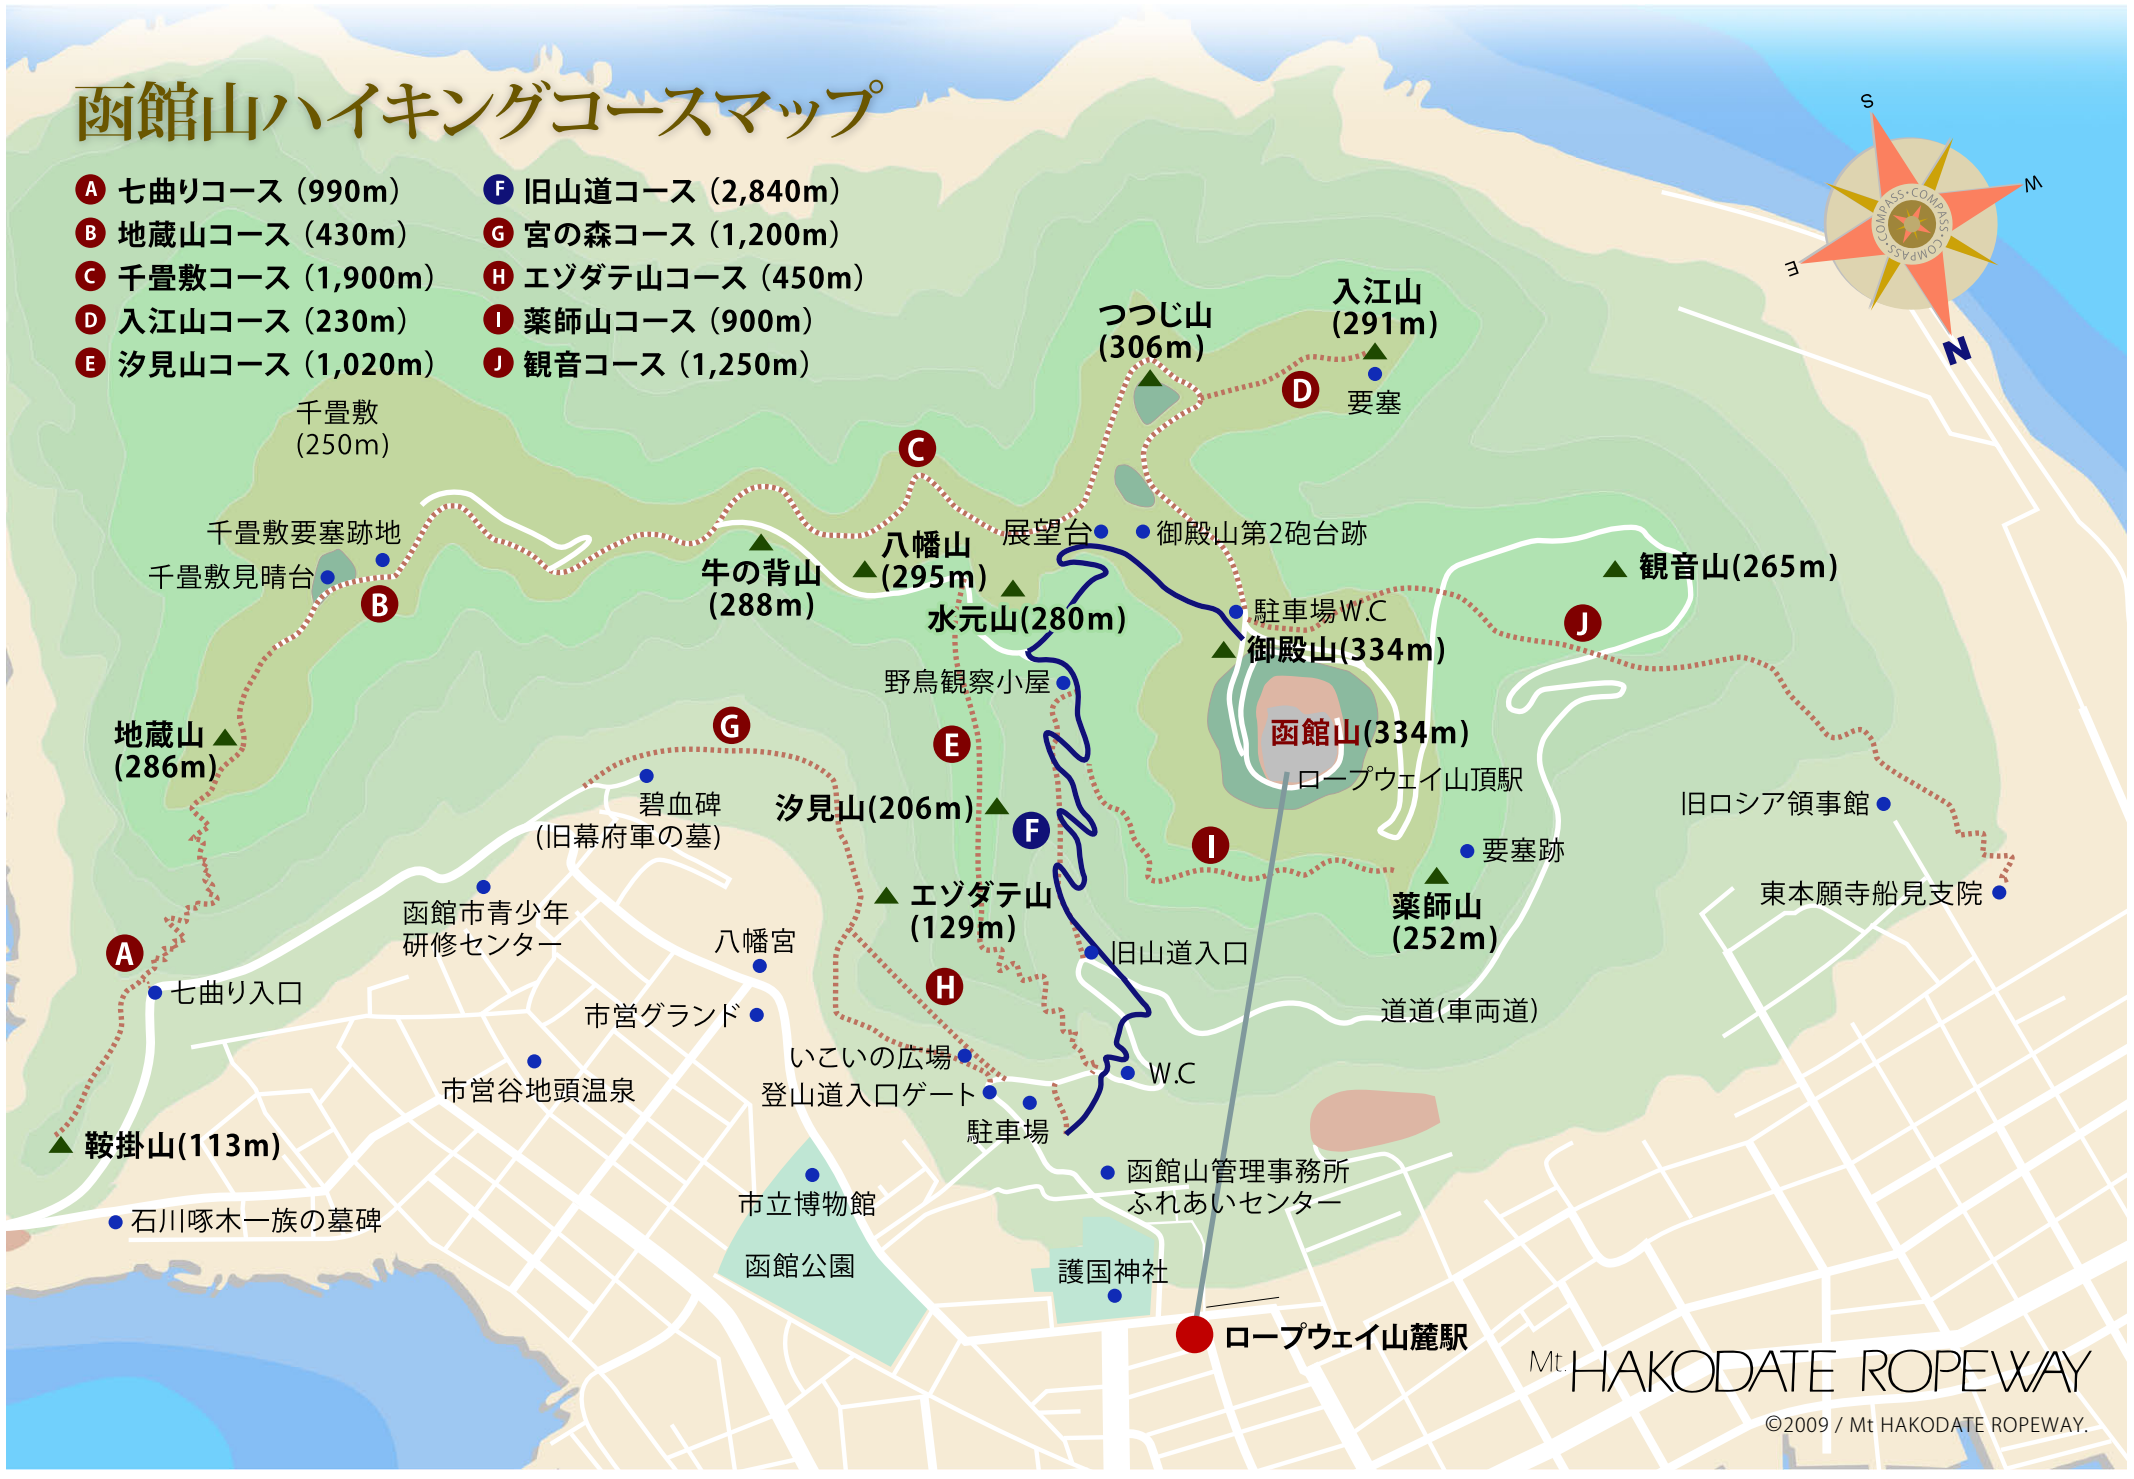 函館山ハイキングコースマップ
A 七曲りコース（990m）
B 地蔵山コース（430m）
C 千畳敷コース（1,900m）
D 入江山コース（230m）
E 汐見山コース（1,020m）
F 旧山道コース（2,840m）
G 宮の森コース（1,200m）
H エゾダテ山コース（450m）
I 薬師山コース（900m）
J 観音コース（1,250m）
S
W
E
N
COMPASS・COMPASS・COMPASS・
千畳敷
(250m)
つつじ山
(306m)
入江山
(291m)
D
要塞
C
千畳敷要塞跡地
千畳敷見晴台
B
展望台
御殿山第2砲台跡
八幡山
(295m)
牛の背山
(288m)
水元山(280m)
観音山(265m)
J
駐車場W.C
御殿山(334m)
野鳥観察小屋
地蔵山
(286m)
G
E
函館山(334m)
ロープウェイ山頂駅
碧血碑
(旧幕府軍の墓)
汐見山(206m)
F
I
旧ロシア領事館
要塞跡
東本願寺船見支院
エゾダテ山
(129m)
薬師山
(252m)
函館市青少年
研修センター
八幡宮
A
七曲り入口
H
旧山道入口
市営グランド
道道(車両道)
いこいの広場
登山道入口ゲート
W.C
市営谷地頭温泉
駐車場
鞍掛山(113m)
函館山管理事務所
ふれあいセンター
市立博物館
石川啄木一族の墓碑
函館公園
護国神社
ロープウェイ山麓駅
Mt. HAKODATE ROPEWAY
©2009 / Mt HAKODATE ROPEWAY.